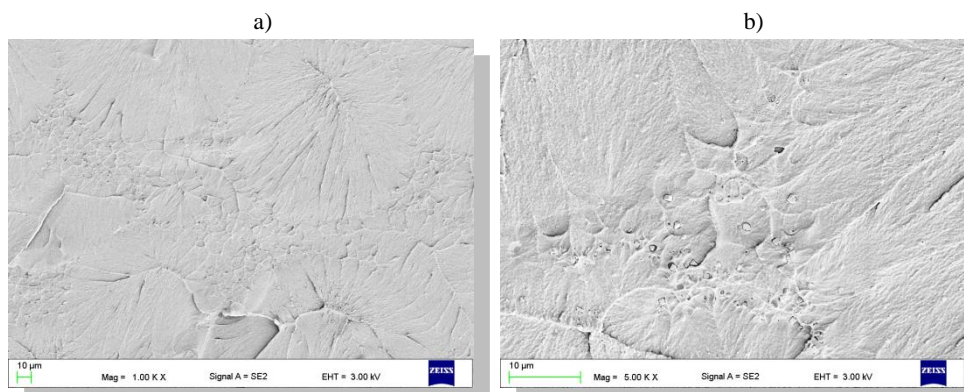 a)
b)
10 µm
Mag = 1.00 K X
Signal A = SE2
EHT = 3.00 kV
ZEISS
10 µm
Mag = 5.00 K X
Signal A = SE2
EHT = 3.00 kV
ZEISS